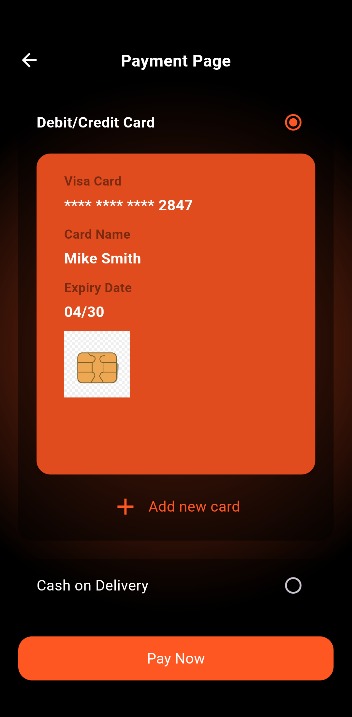 Payment Page
Debit/Credit Card
Visa Card
**** **** **** 2847
Card Name
Mike Smith
Expiry Date
04/30
Add new card
Cash on Delivery
Pay Now